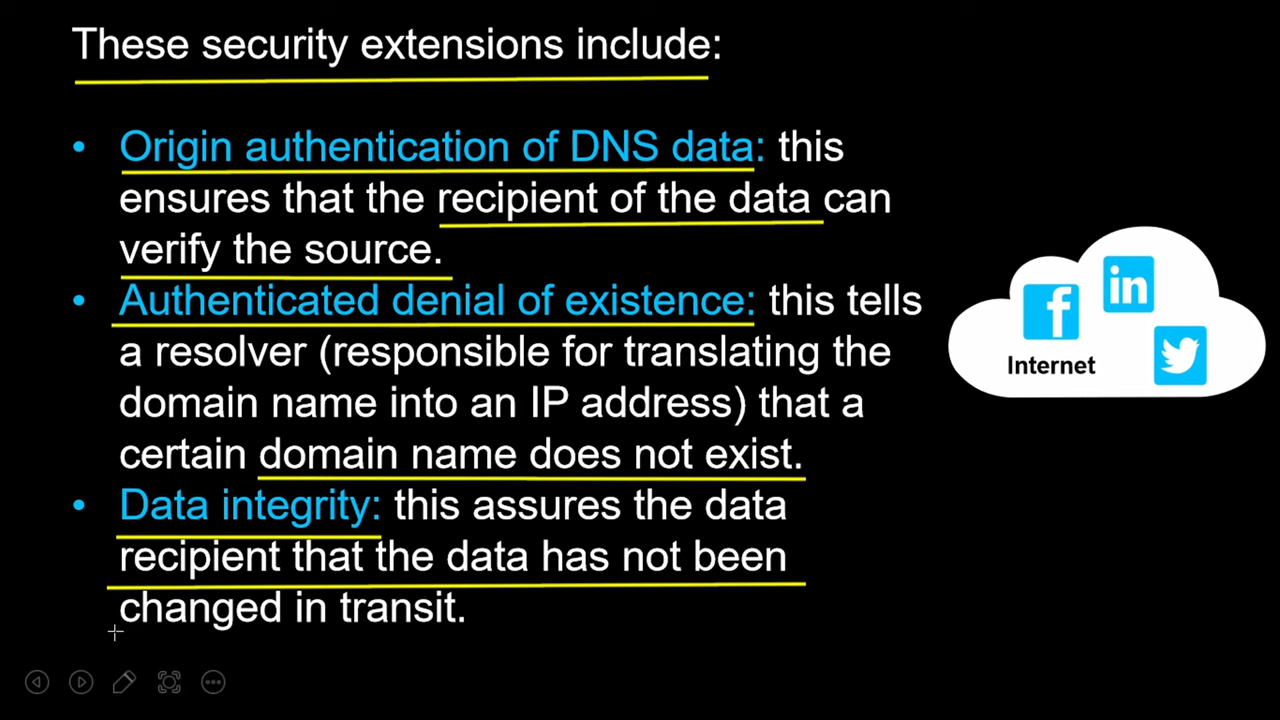 These security extensions include:
• Origin authentication of DNS data: this
ensures that the recipient of the data can
verify the source.
• Authenticated denial of existence: this tells
a resolver (responsible for translating the
domain name into an IP address) that a
certain domain name does not exist.
• Data integrity: this assures the data
recipient that the data has not been
changed in transit.
f
in
Internet